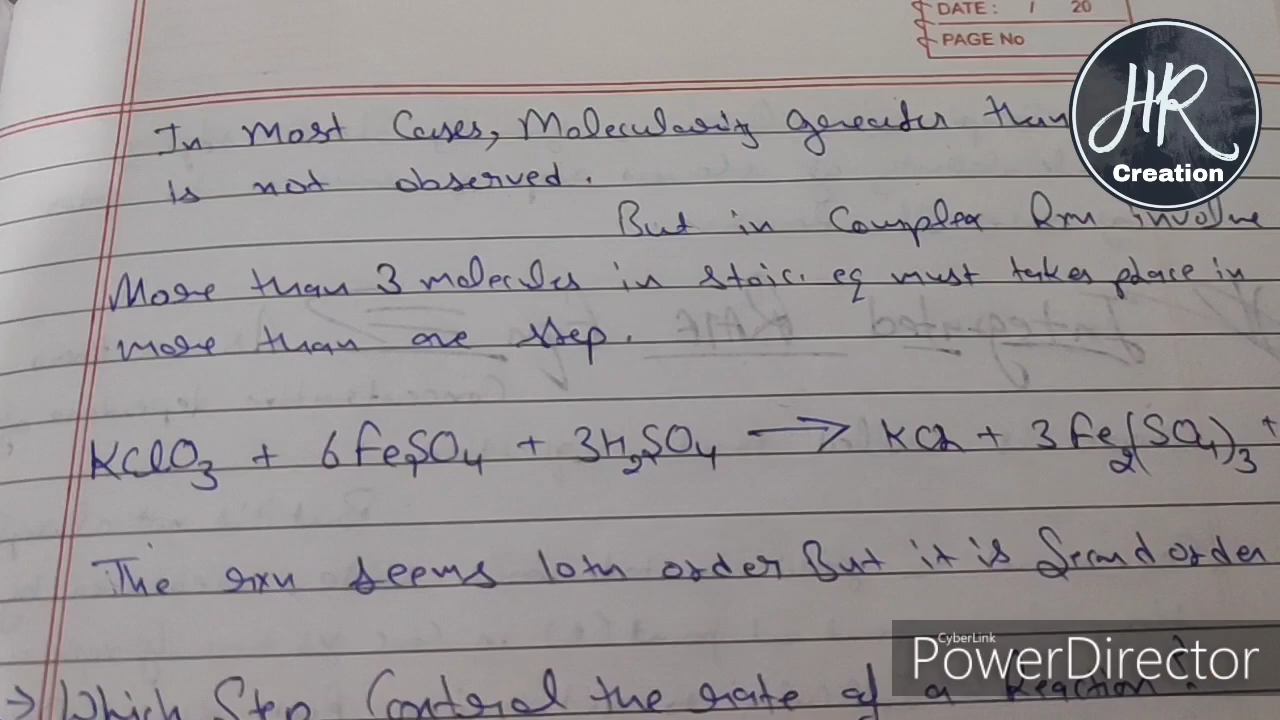 DATE: / 20
PAGE No
HR
Creation
In most cases, Molecularity gereater than
is not observed.
But in Complex Rxn involve
More than 3 molecules in stoic. eq must takes place in
more than one step.
KClO3 + 6FeSO4 + 3H2SO4 → KCl + 3Fe2(SO4)3 +
The rxn seems 10th order But it is Second order
→ Which Step Control the rate of a Reaction?
CyberLink
PowerDirector